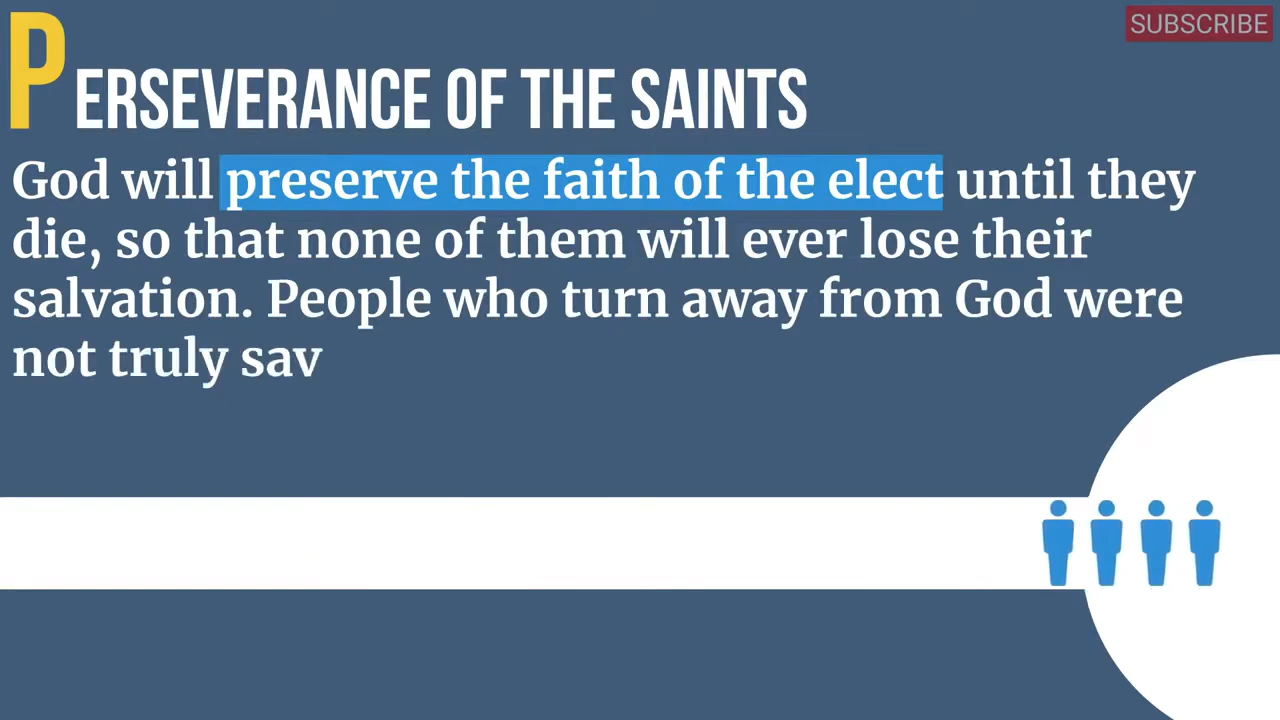 SUBSCRIBE
PERSEVERANCE OF THE SAINTS
God will preserve the faith of the elect until they
die, so that none of them will ever lose their
salvation. People who turn away from God were
not truly sav